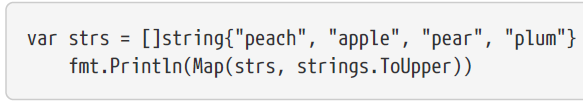 var strs = []string{"peach", "apple", "pear", "plum"}
    fmt.Println(Map(strs, strings.ToUpper))